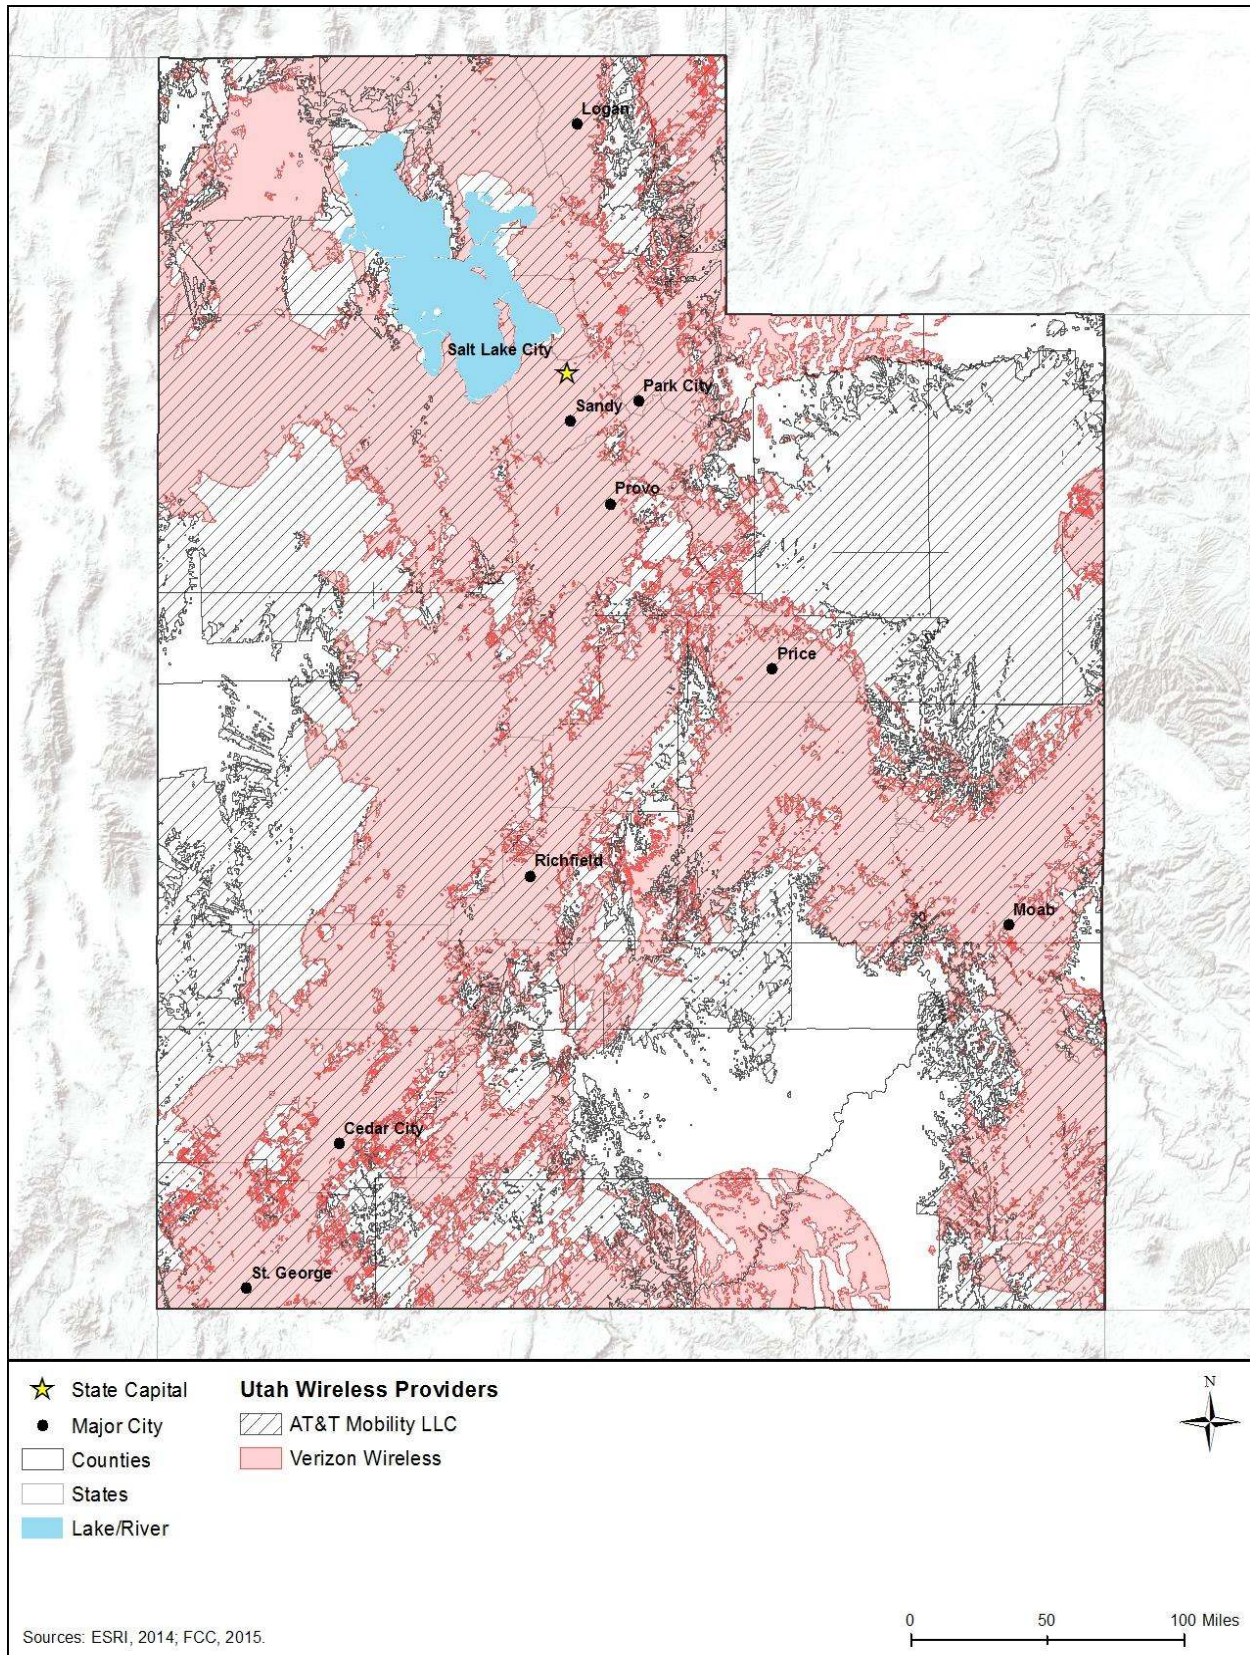 Logan
Salt Lake City
Park City
Sandy
Provo
Price
Richfield
Moab
Cedar City
St. George
State Capital
Major City
Counties
States
Lake/River
Utah Wireless Providers
AT&T Mobility LLC
Verizon Wireless
N
0 50 100 Miles
Sources: ESRI, 2014; FCC, 2015.